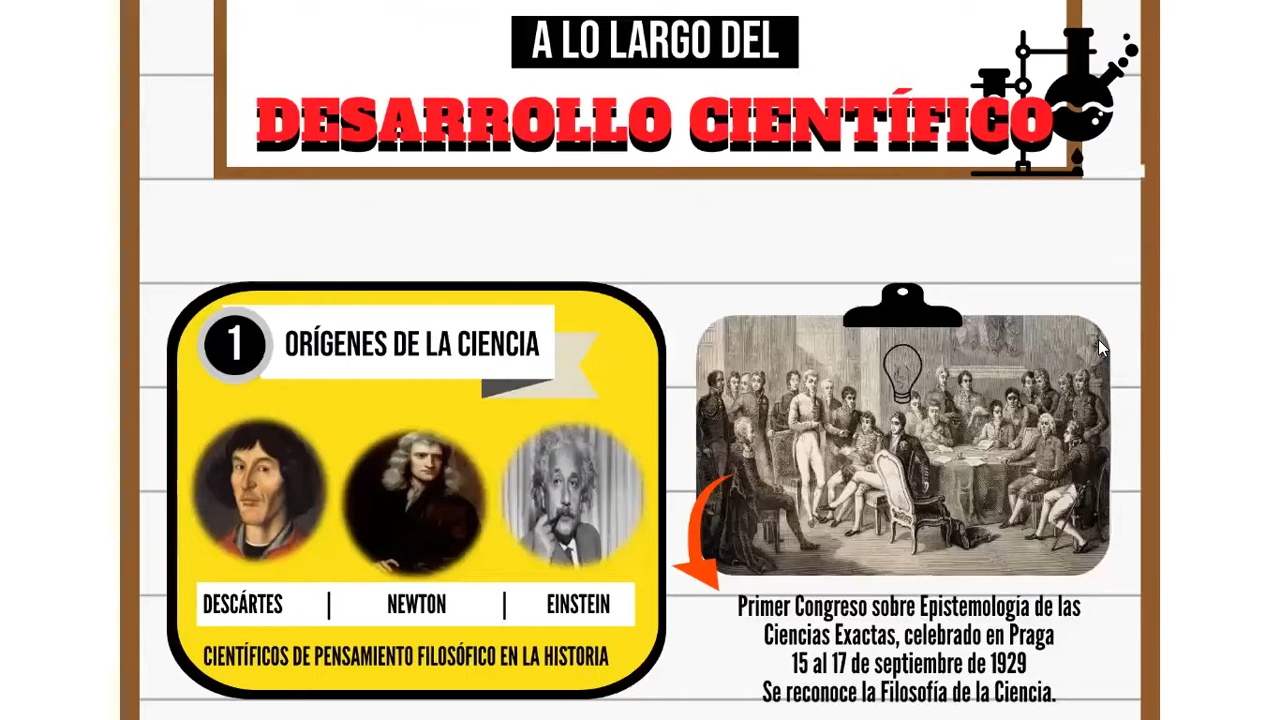 A LO LARGO DEL
DESARROLLO CIENTÍFICO
1
ORÍGENES DE LA CIENCIA
DESCÁRTES | NEWTON | EINSTEIN
CIENTÍFICOS DE PENSAMIENTO FILOSÓFICO EN LA HISTORIA
Primer Congreso sobre Epistemología de las
Ciencias Exactas, celebrado en Praga
15 al 17 de septiembre de 1929
Se reconoce la Filosofía de la Ciencia.